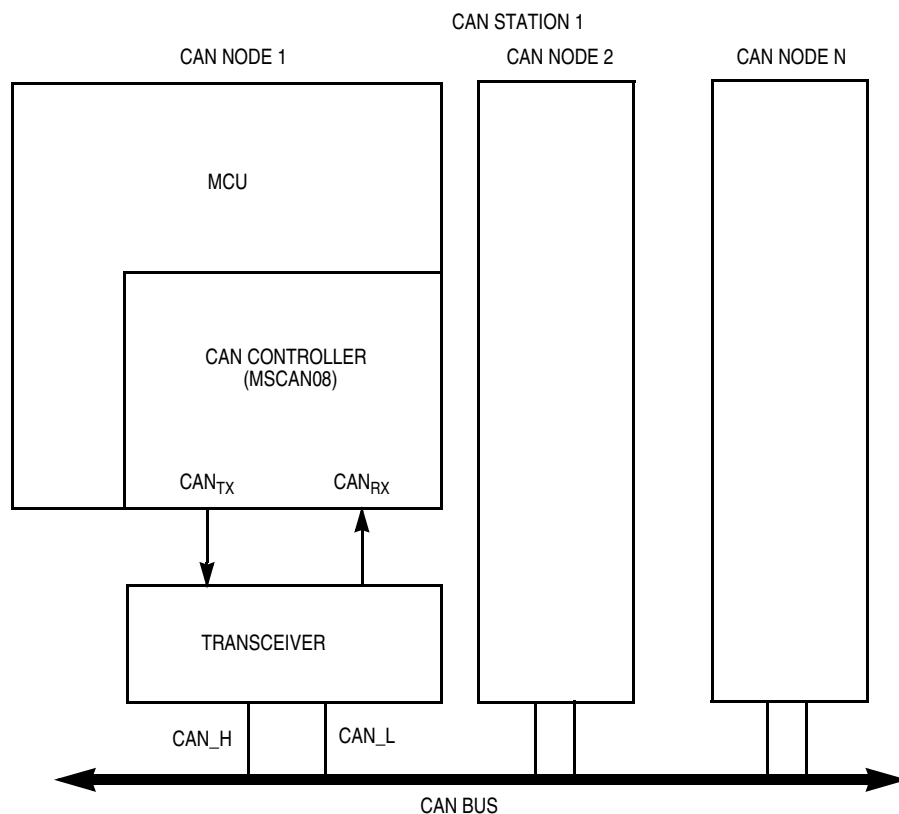 CAN STATION 1
CAN NODE 1
CAN NODE 2
CAN NODE N
MCU
CAN CONTROLLER
(MSCAN08)
CANTX
CANRX
TRANSCEIVER
CAN_H
CAN_L
CAN BUS